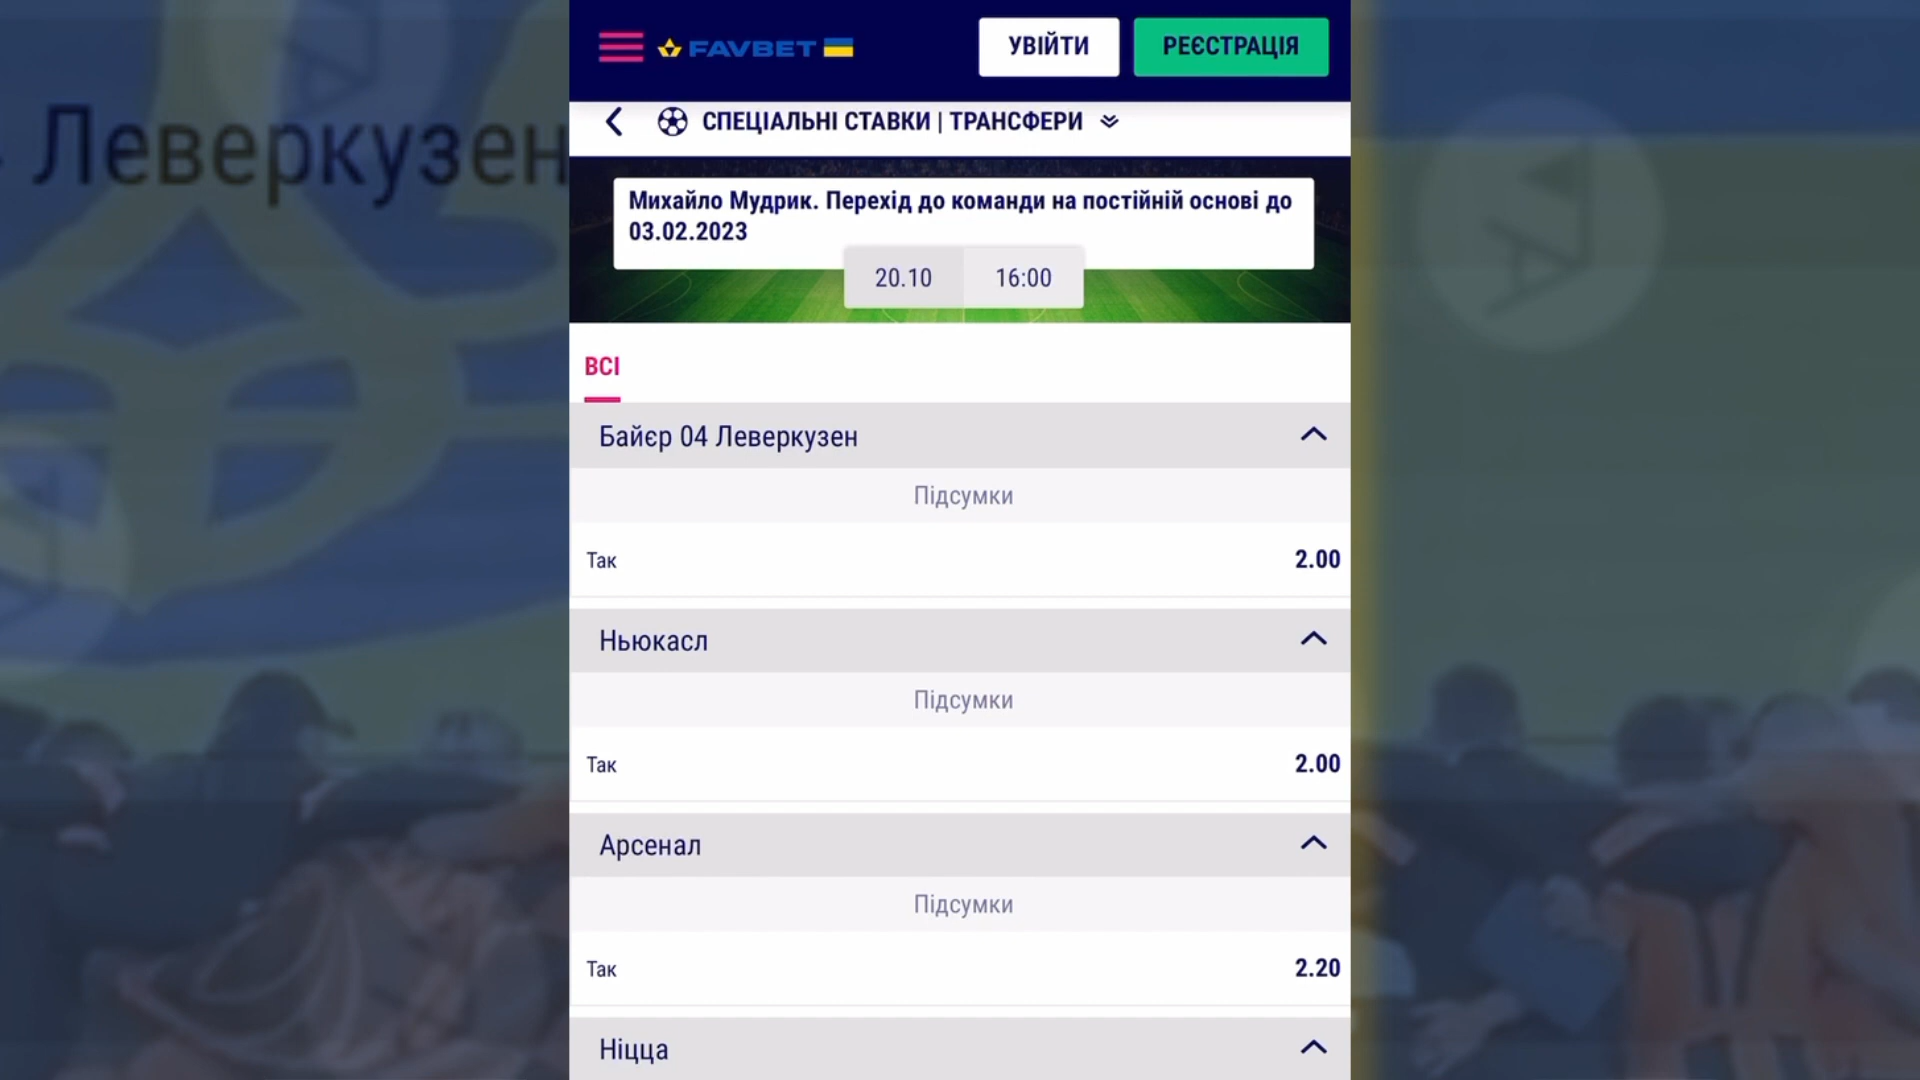 Леверкузен
FAVBET
УВІЙТИ
РЕЄСТРАЦІЯ
СПЕЦІАЛЬНІ СТАВКИ | ТРАНСФЕРИ
Михайло Мудрик. Перехід до команди на постійній основі до
03.02.2023
20.10 16:00
ВСІ
Байєр 04 Леверкузен
Підсумки
Так 2.00
Ньюкасл
Підсумки
Так 2.00
Арсенал
Підсумки
Так 2.20
Ніцца